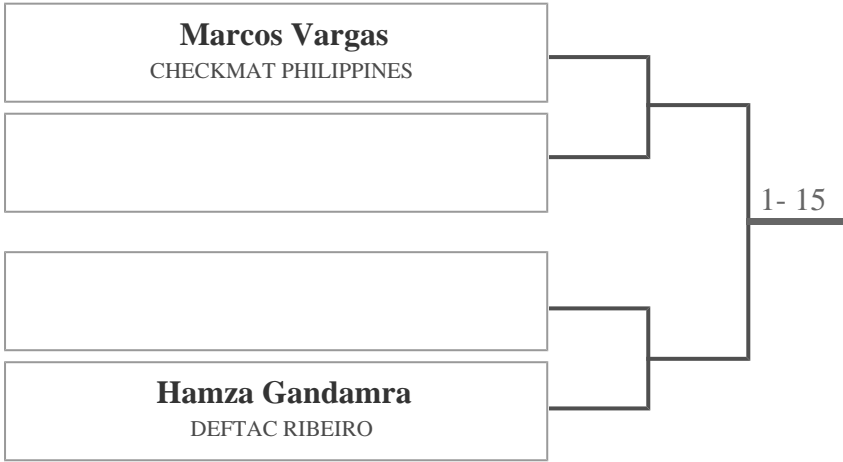 Marcos Vargas
CHECKMAT PHILIPPINES
1- 15
Hamza Gandamra
DEFTAC RIBEIRO